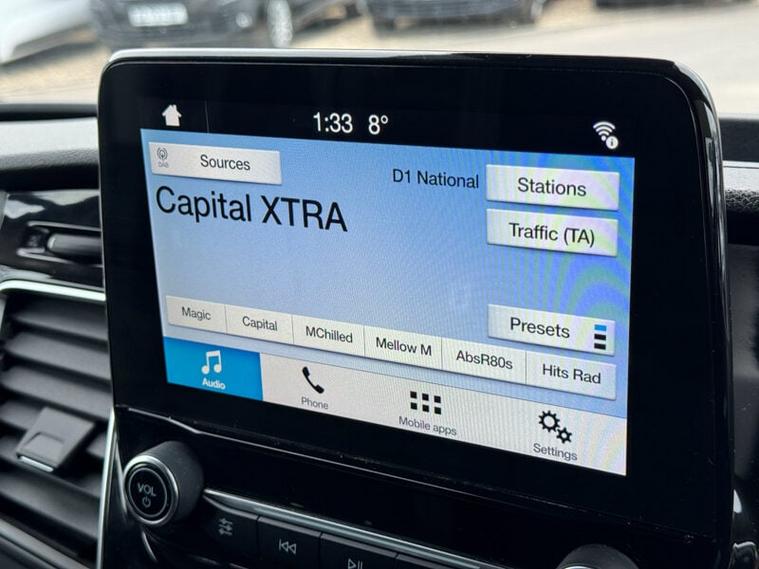 1:33 8°
DAB Sources
D1 National
Stations
Capital XTRA
Traffic (TA)
Presets
Magic
Capital
MChilled
Mellow M
AbsR80s
Hits Rad
Audio
Phone
Mobile apps
Settings
VOL